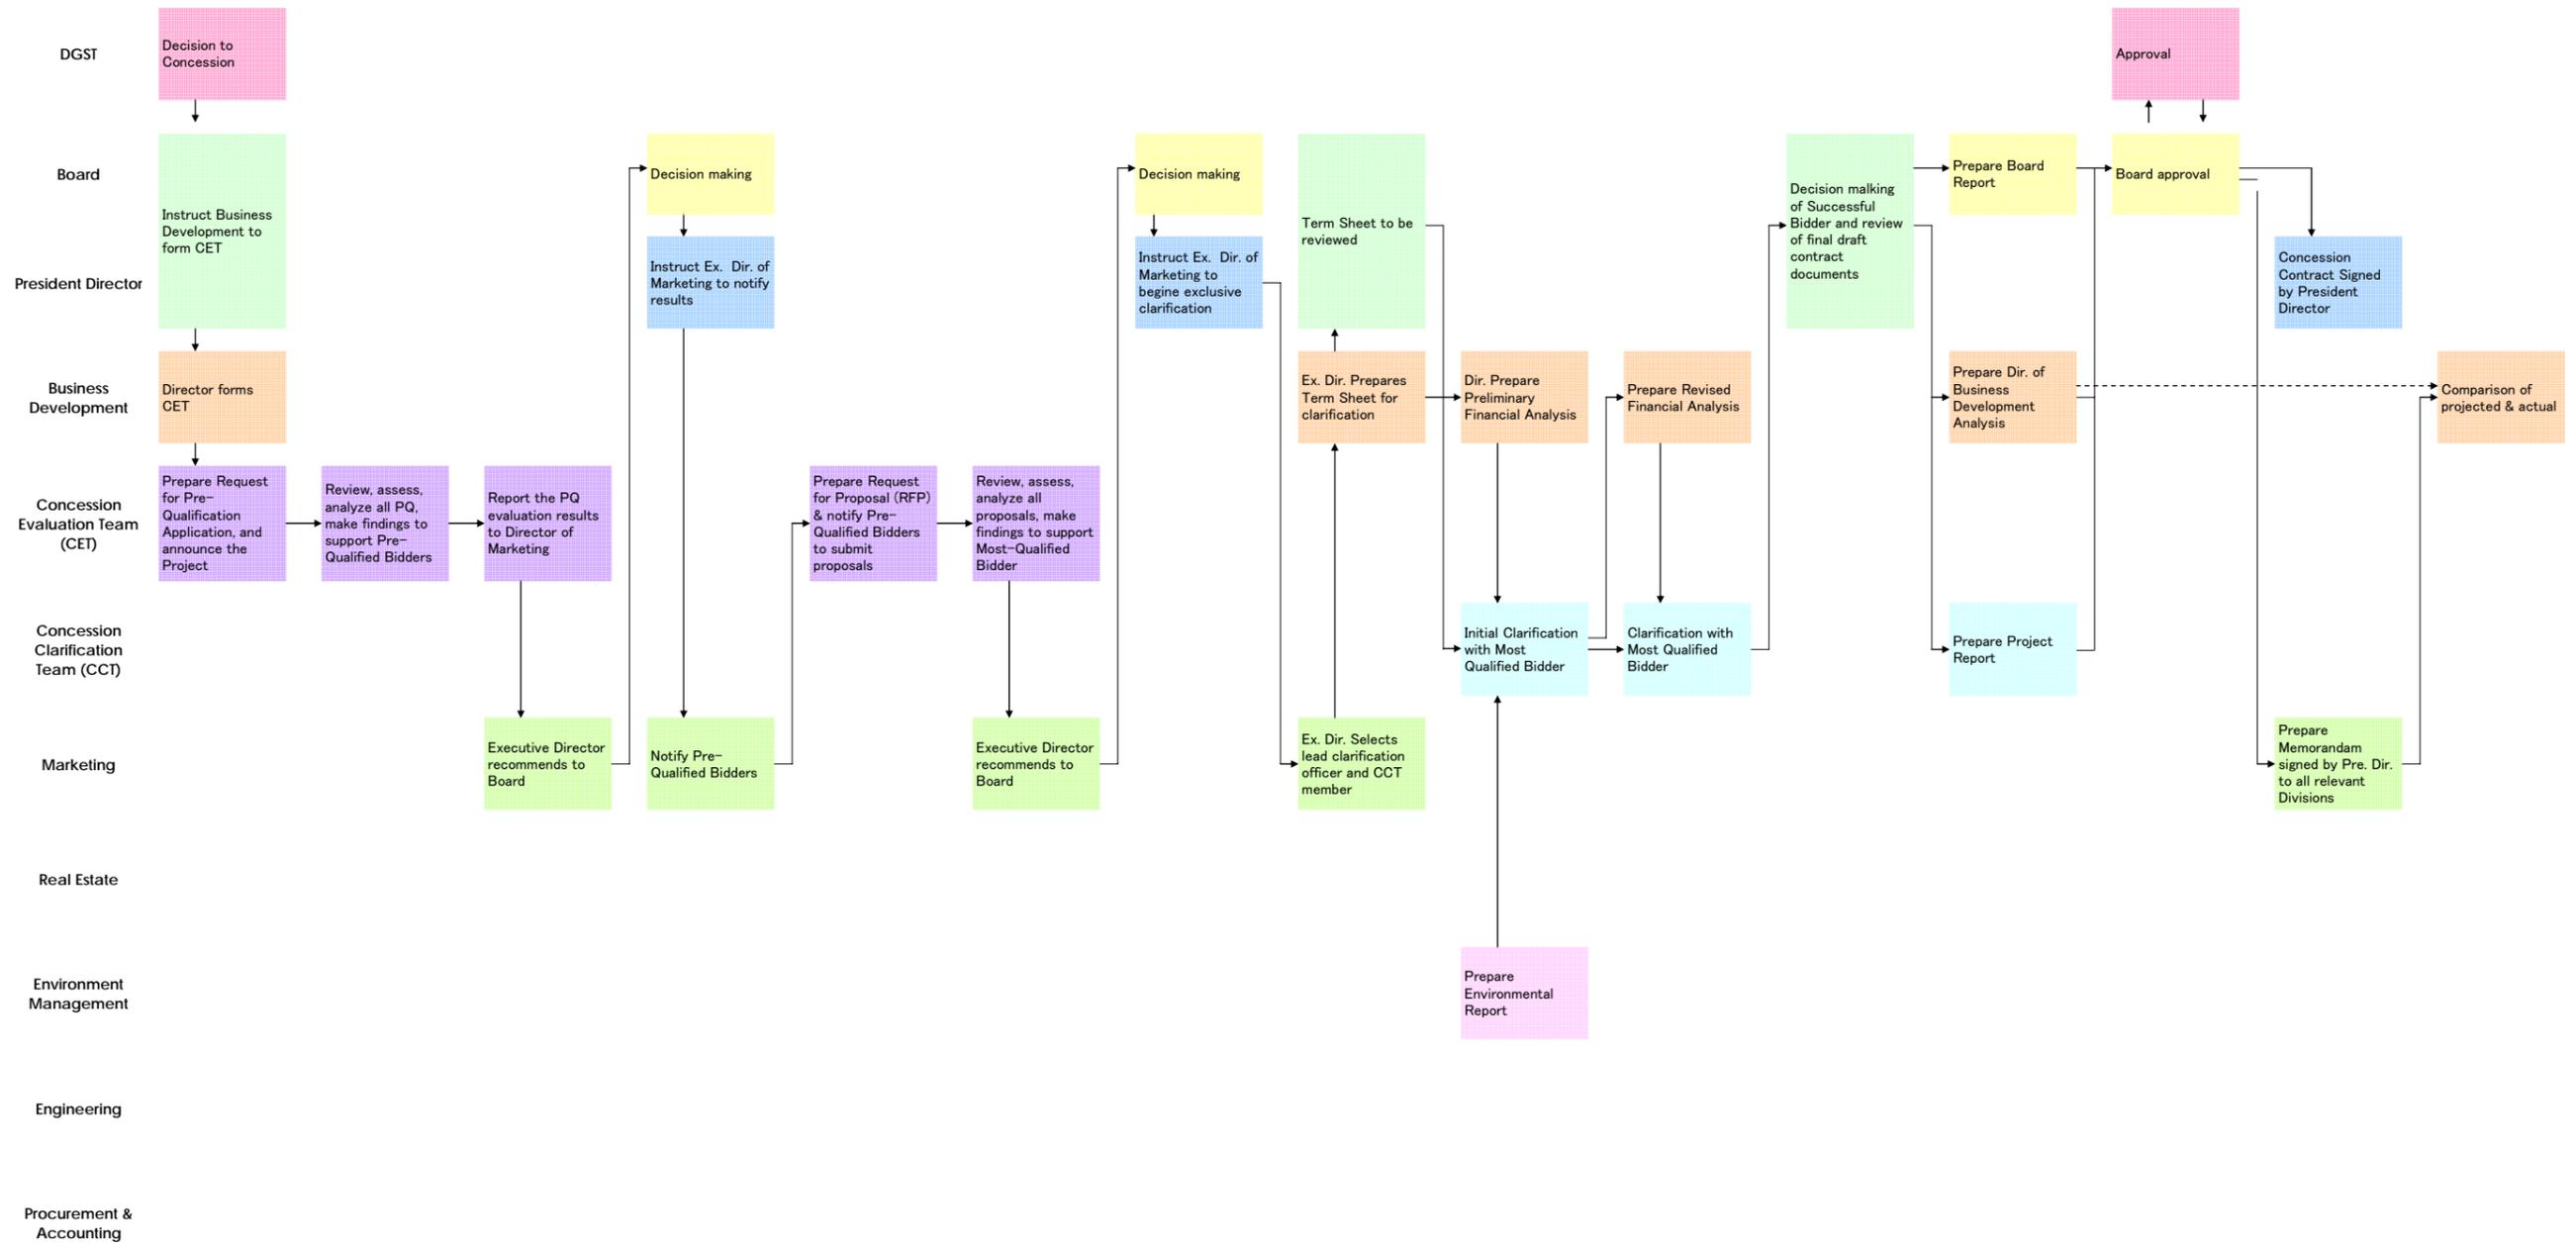 DGST
Decision to
Concession
Approval
Board
Instruct Business
Development to
form CET
Decision making
Decision making
Term Sheet to be
reviewed
Decision malking
of Successful
Bidder and review
of final draft
contract
documents
Prepare Board
Report
Board approval
President Director
Instruct Ex. Dir. of
Marketing to notify
results
Instruct Ex. Dir. of
Marketing to
begine exclusive
clarification
Concession
Contract Signed
by President
Director
Business
Development
Director forms
CET
Ex. Dir. Prepares
Term Sheet for
clarification
Dir. Prepare
Preliminary
Financial Analysis
Prepare Revised
Financial Analysis
Prepare Dir. of
Business
Development
Analysis
Comparison of
projected & actual
Concession
Evaluation Team
(CET)
Prepare Request
for Pre-
Qualification
Application, and
announce the
Project
Review, assess,
analyze all PQ,
make findings to
support Pre-
Qualified Bidders
Report the PQ
evaluation results
to Director of
Marketing
Prepare Request
for Proposal (RFP)
& notify Pre-
Qualified Bidders
to submit
proposals
Review, assess,
analyze all
proposals, make
findings to support
Most-Qualified
Bidder
Concession
Clarification
Team (CCT)
Initial Clarification
with Most
Qualified Bidder
Clarification with
Most Qualified
Bidder
Prepare Project
Report
Marketing
Executive Director
recommends to
Board
Notify Pre-
Qualified Bidders
Executive Director
recommends to
Board
Ex. Dir. Selects
lead clarification
officer and CCT
member
Prepare
Memorandam
signed by Pre. Dir.
to all relevant
Divisions
Real Estate
Environment
Management
Prepare
Environmental
Report
Engineering
Procurement &
Accounting